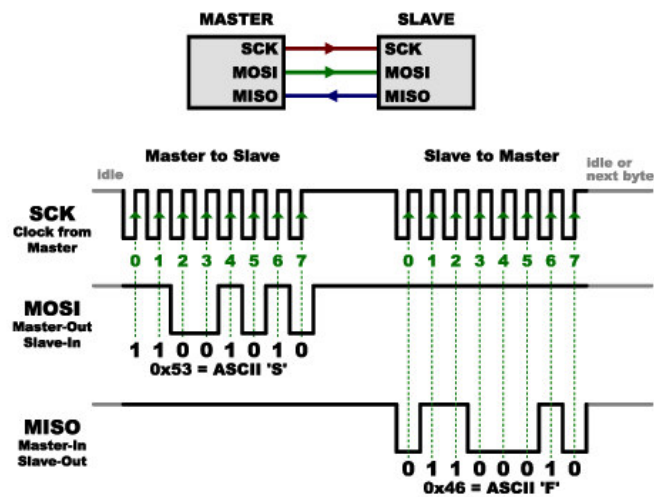 MASTER SLAVE
SCK SCK
MOSI MOSI
MISO MISO
Master to Slave Slave to Master
idle
idle or
next byte
SCK
Clock from
Master
0 1 2 3 4 5 6 7 0 1 2 3 4 5 6 7
MOSI
Master-Out
Slave-In
1 1 0 0 1 0 1 0
0x53 = ASCII 'S'
MISO
Master-In
Slave-Out
0 1 1 0 0 0 1 0
0x46 = ASCII 'F'